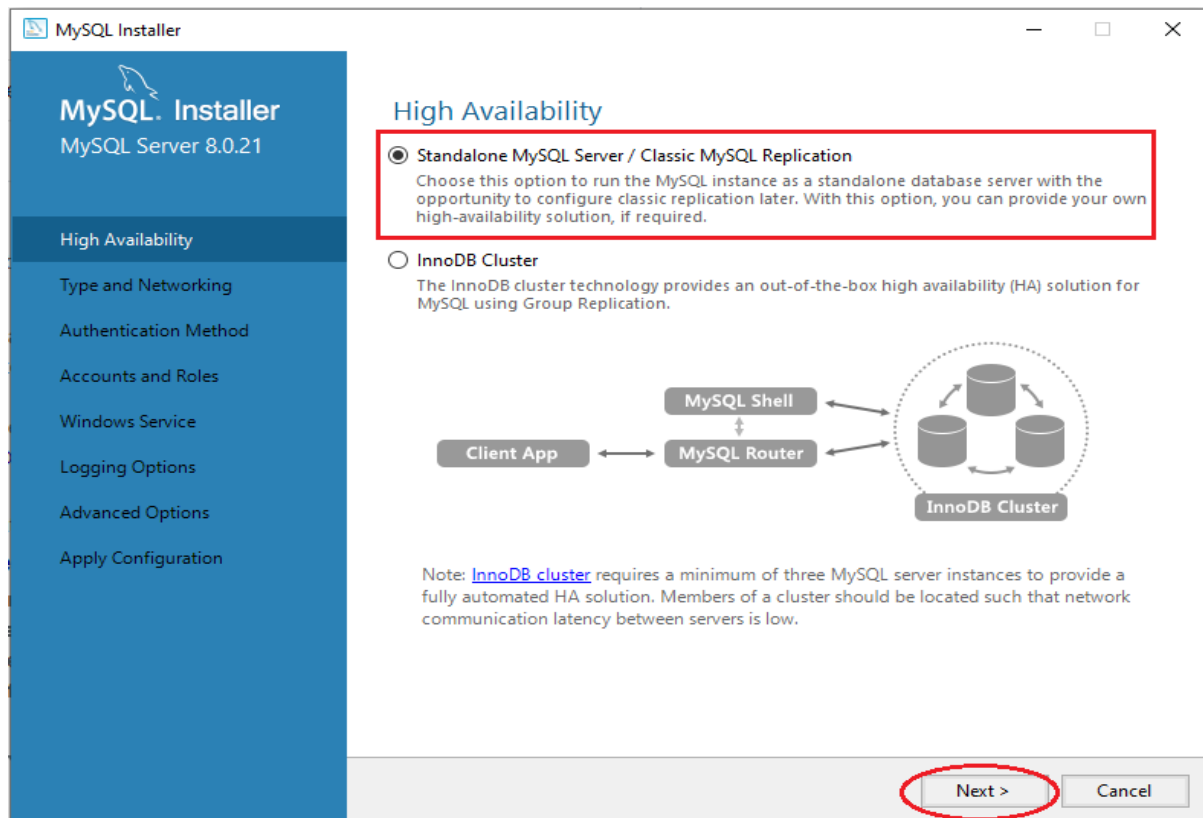 MySQL Installer
MySQL. Installer
MySQL Server 8.0.21
High Availability
Type and Networking
Authentication Method
Accounts and Roles
Windows Service
Logging Options
Advanced Options
Apply Configuration
High Availability
Standalone MySQL Server / Classic MySQL Replication
Choose this option to run the MySQL instance as a standalone database server with the
opportunity to configure classic replication later. With this option, you can provide your own
high-availability solution, if required.
InnoDB Cluster
The InnoDB cluster technology provides an out-of-the-box high availability (HA) solution for
MySQL using Group Replication.
MySQL Shell
Client App
MySQL Router
InnoDB Cluster
Note: InnoDB cluster requires a minimum of three MySQL server instances to provide a
fully automated HA solution. Members of a cluster should be located such that network
communication latency between servers is low.
Next >
Cancel